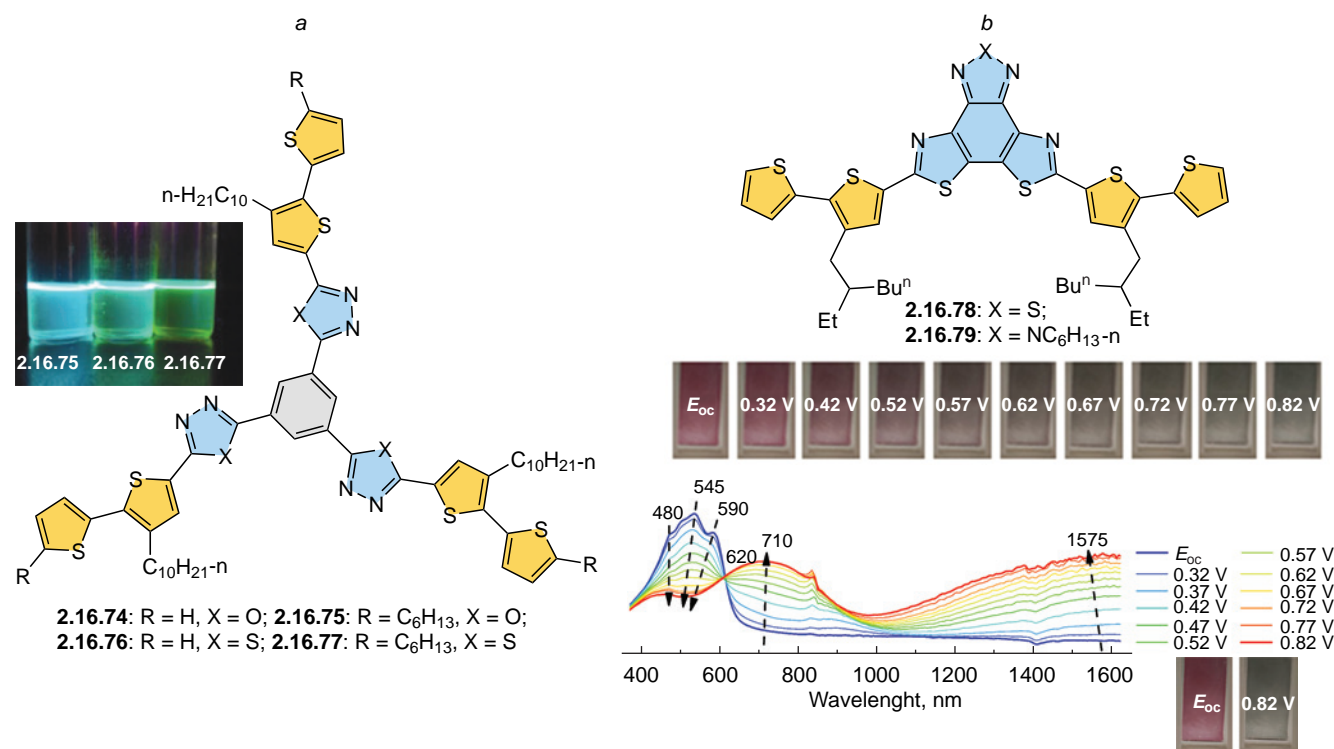 a
R
S
S
n-H21C10
N
N
X
2.16.75 2.16.76 2.16.77
N
N
X
S
S
R
C10H21-n
X
N
N
C10H21-n
S
S
R
2.16.74: R = H, X = O; 2.16.75: R = C6H13, X = O;
2.16.76: R = H, X = S; 2.16.77: R = C6H13, X = S
b
X
N N
N N
S S S S S S
Bun Bun
Et Et
2.16.78: X = S;
2.16.79: X = NC6H13-n
Eoc 0.32 V 0.42 V 0.52 V 0.57 V 0.62 V 0.67 V 0.72 V 0.77 V 0.82 V
545
480 590
620 710 1575
Eoc 0.57 V
0.32 V 0.62 V
0.37 V 0.67 V
0.42 V 0.72 V
0.47 V 0.77 V
0.52 V 0.82 V
400 600 800 1000 1200 1400 1600
Wavelenght, nm
Eoc 0.82 V